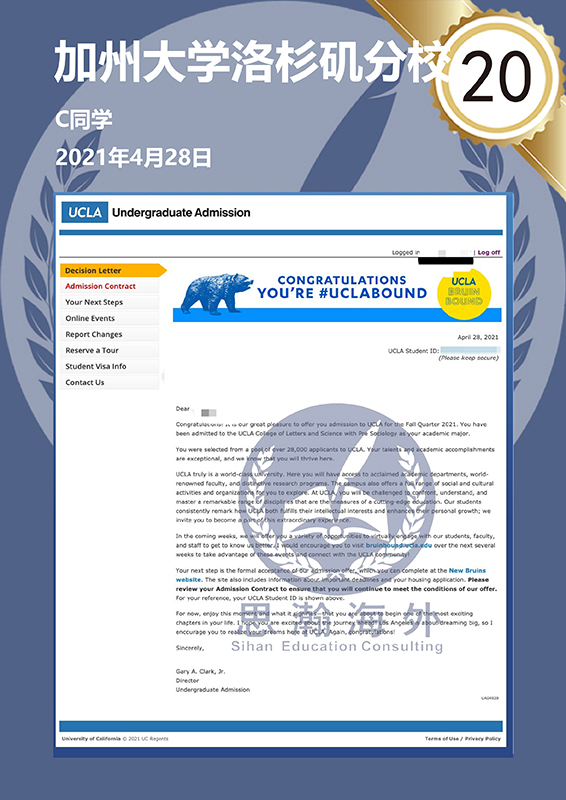 加州大学洛杉矶分校
20
C同学
2021年4月28日
UCLA Undergraduate Admission
Logged in | Log off
Decision Letter
Admission Contract
Your Next Steps
Online Events
Report Changes
Reserve a Tour
Student Visa Info
Contact Us
CONGRATULATIONS
YOU'RE #UCLABOUND
UCLA
BRUIN
BOUND
April 28, 2021
UCLA Student ID:
(Please keep secure)
Dear
Congratulations! It is our great pleasure to offer you admission to UCLA for the Fall Quarter 2021. You have
been admitted to the UCLA College of Letters and Science with Pre Sociology as your academic major.
You were selected from a pool of over 28,000 applicants to UCLA. Your talents and academic accomplishments
are exceptional, and we know that you will thrive here.
UCLA truly is a world-class university. Here you will have access to acclaimed academic departments, world-
renowned faculty, and distinctive research programs. The campus also offers a full range of social and cultural
activities and organizations for you to explore. At UCLA, you will be challenged to confront, understand, and
master a remarkable range of disciplines that are the measures of a cutting-edge education. Our students
consistently remark how UCLA both fulfills their intellectual interests and enhances their personal growth; we
invite you to become a part of this extraordinary experience.
In the coming weeks, we will offer you a variety of opportunities to virtually engage with our students, faculty,
and staff to get to know us better. I would encourage you to visit bruinbound.ucla.edu over the next several
weeks to take advantage of these events and connect with the UCLA community!
Your next step is the formal acceptance of our admission offer, which you can complete at the New Bruins
website. The site also includes information about important deadlines and your housing application. Please
review your Admission Contract to ensure that you will continue to meet the conditions of our offer.
For your reference, your UCLA Student ID is shown above.
For now, enjoy this moment and what it signifies—that you are about to begin one of the most exciting
chapters in your life. I hope you are excited about the journey ahead! Los Angeles is about dreaming big, so I
encourage you to realize your dreams here at UCLA. Again, congratulations!
思瀚海外
Sihan Education Consulting
Sincerely,
Gary A. Clark, Jr.
Director
Undergraduate Admission
University of California © 2021 UC Regents
Terms of Use / Privacy Policy